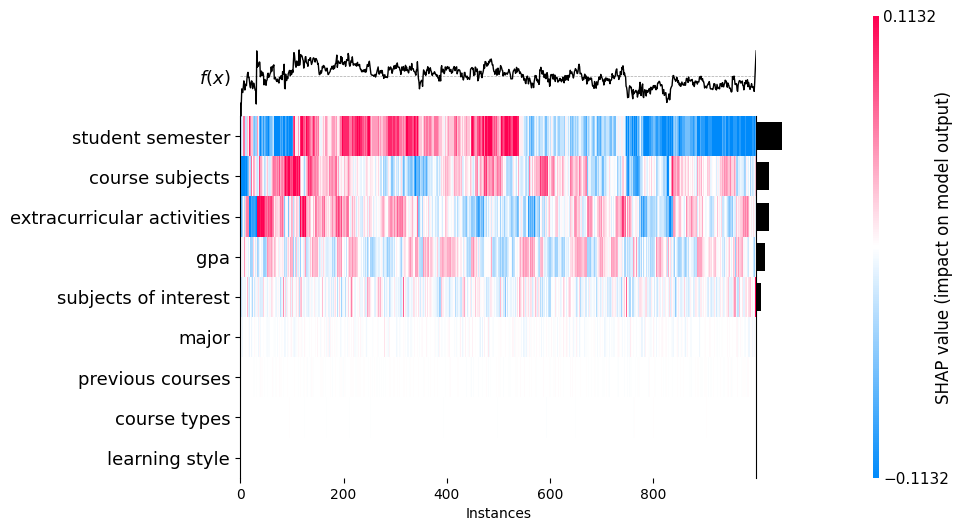 0.1132
f(x)
student semester
course subjects
extracurricular activities
gpa
subjects of interest
major
previous courses
course types
learning style
SHAP value (impact on model output)
−0.1132
0 200 400 600 800
Instances